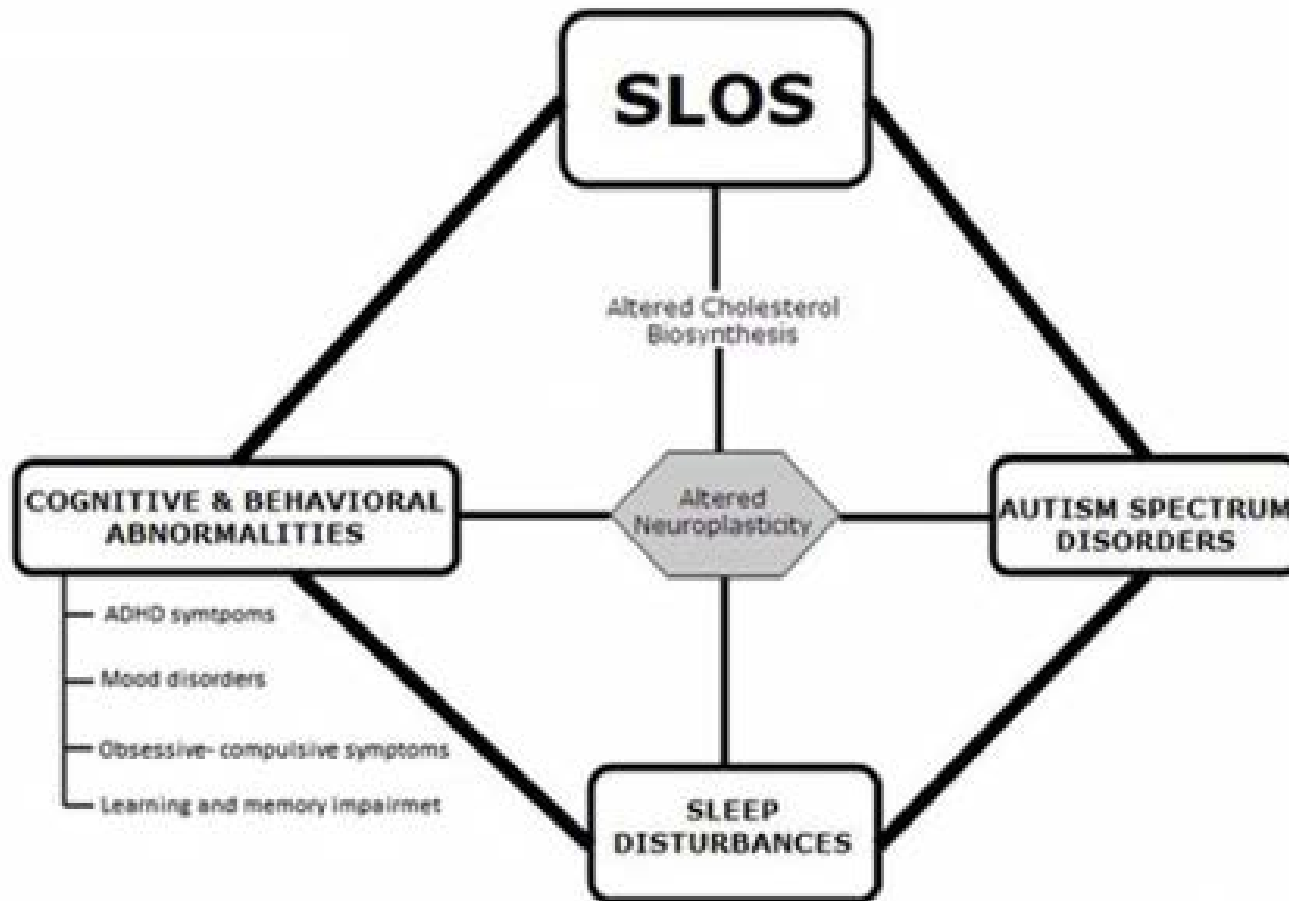 SLOS
Altered Cholesterol
Biosynthesis
COGNITIVE & BEHAVIORAL
ABNORMALITIES
Altered
Neuroplasticity
AUTISM SPECTRUM
DISORDERS
ADHD symtpoms
Mood disorders
Obsessive- compulsive symptoms
Learning and memory impairmet
SLEEP
DISTURBANCES